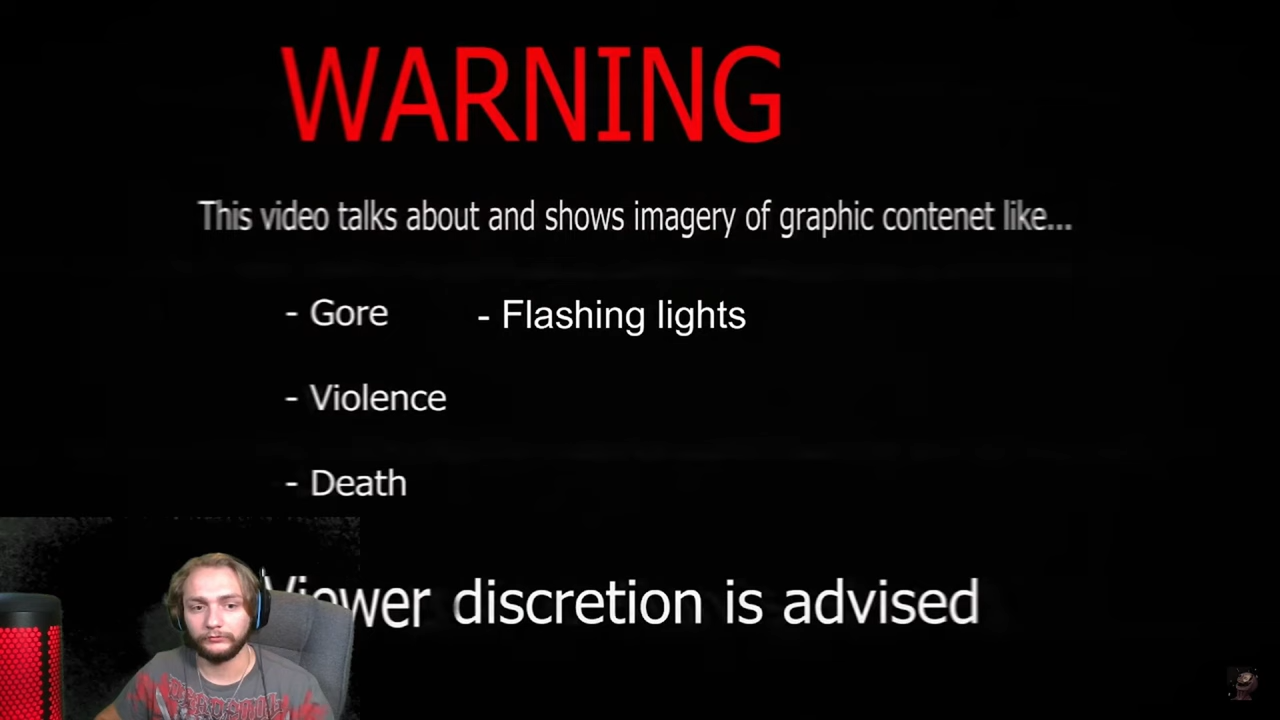 WARNING
This video talks about and shows imagery of graphic contenet like...
- Gore - Flashing lights
- Violence
- Death
Viewer discretion is advised